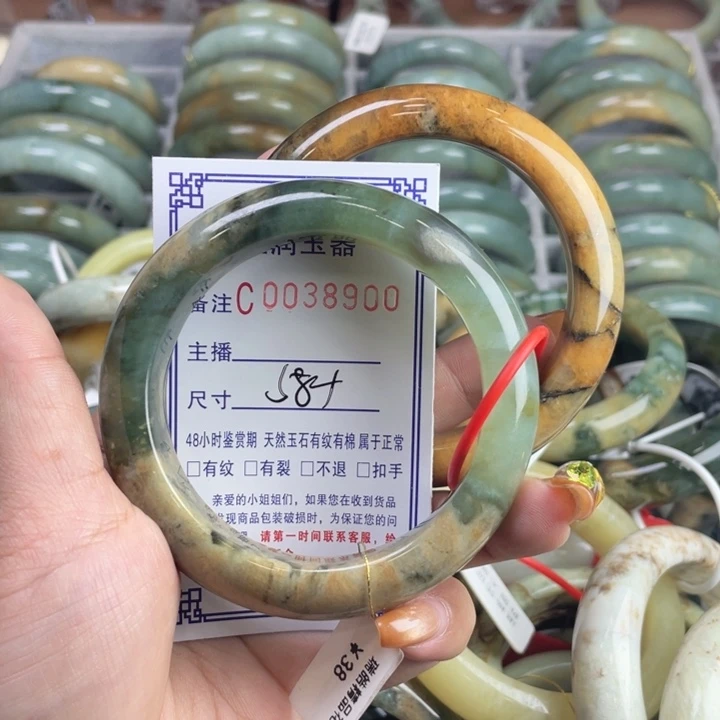 润玉器
备注C0038900
主播
尺寸 584
48小时鉴赏期 天然玉石有纹有棉 属于正常
□有纹 □有裂 □不退 □扣手
亲爱的小姐姐们，如果您在收到货品
发现商品包装破损时，为保证您的问
请第一时间联系客服，给
¥38